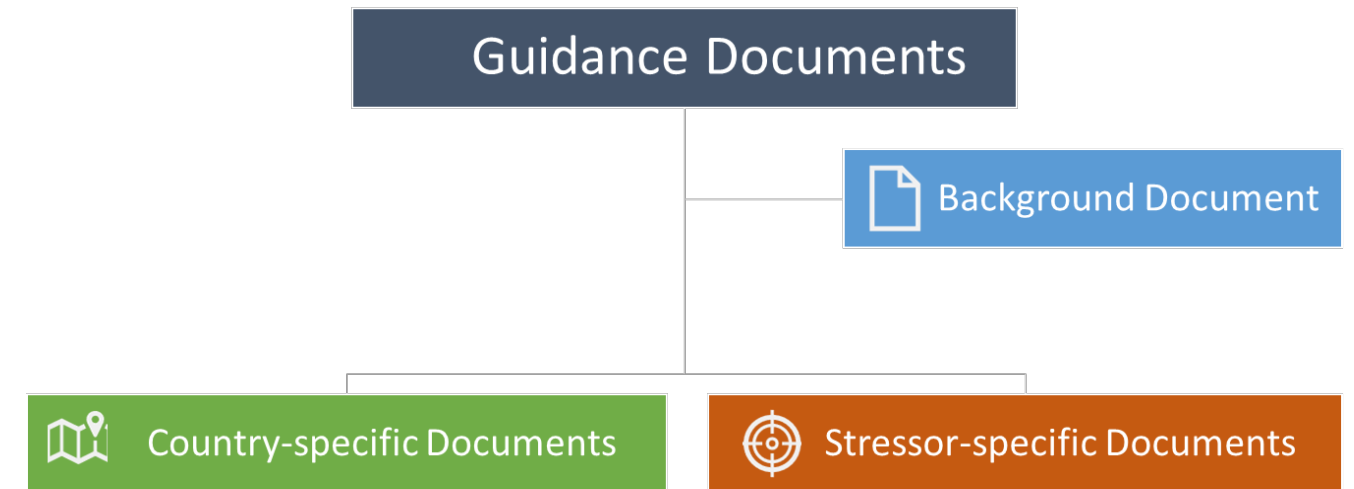 Guidance Documents
Background Document
Country-specific Documents
Stressor-specific Documents